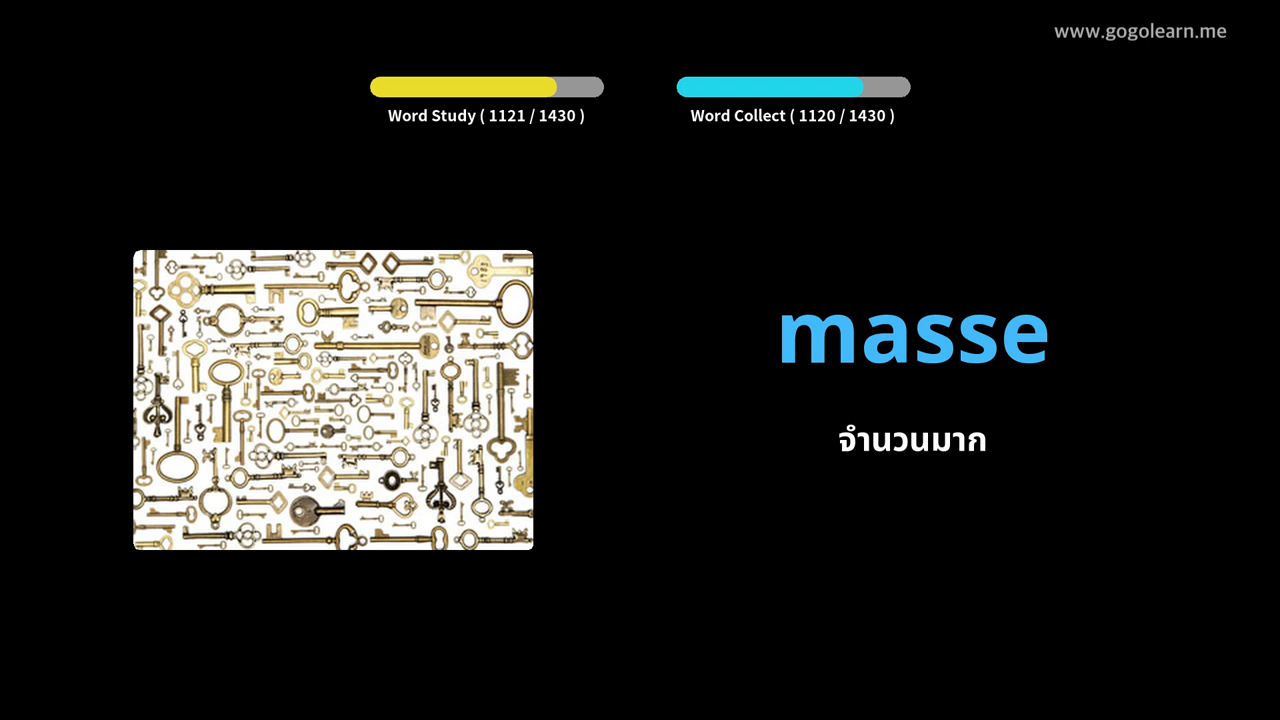 www.gogolearn.me
Word Study ( 1121 / 1430 )
Word Collect ( 1120 / 1430 )
masse
จำนวนมาก